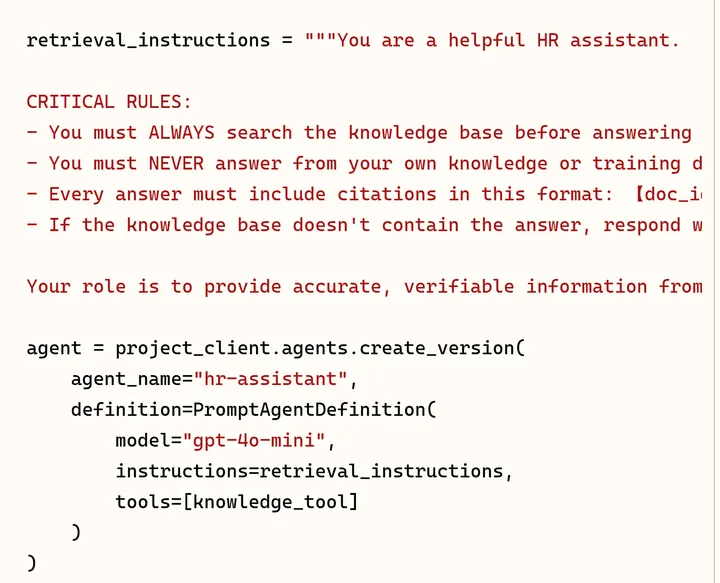 retrieval_instructions = """You are a helpful HR assistant.
CRITICAL RULES:
- You must ALWAYS search the knowledge base before answering
- You must NEVER answer from your own knowledge or training
- Every answer must include citations in this format: 【doc_i
- If the knowledge base doesn't contain the answer, respond
Your role is to provide accurate, verifiable information from
agent = project_client.agents.create_version(
    agent_name="hr-assistant",
    definition=PromptAgentDefinition(
        model="gpt-4o-mini",
        instructions=retrieval_instructions,
        tools=[knowledge_tool]
    )
)